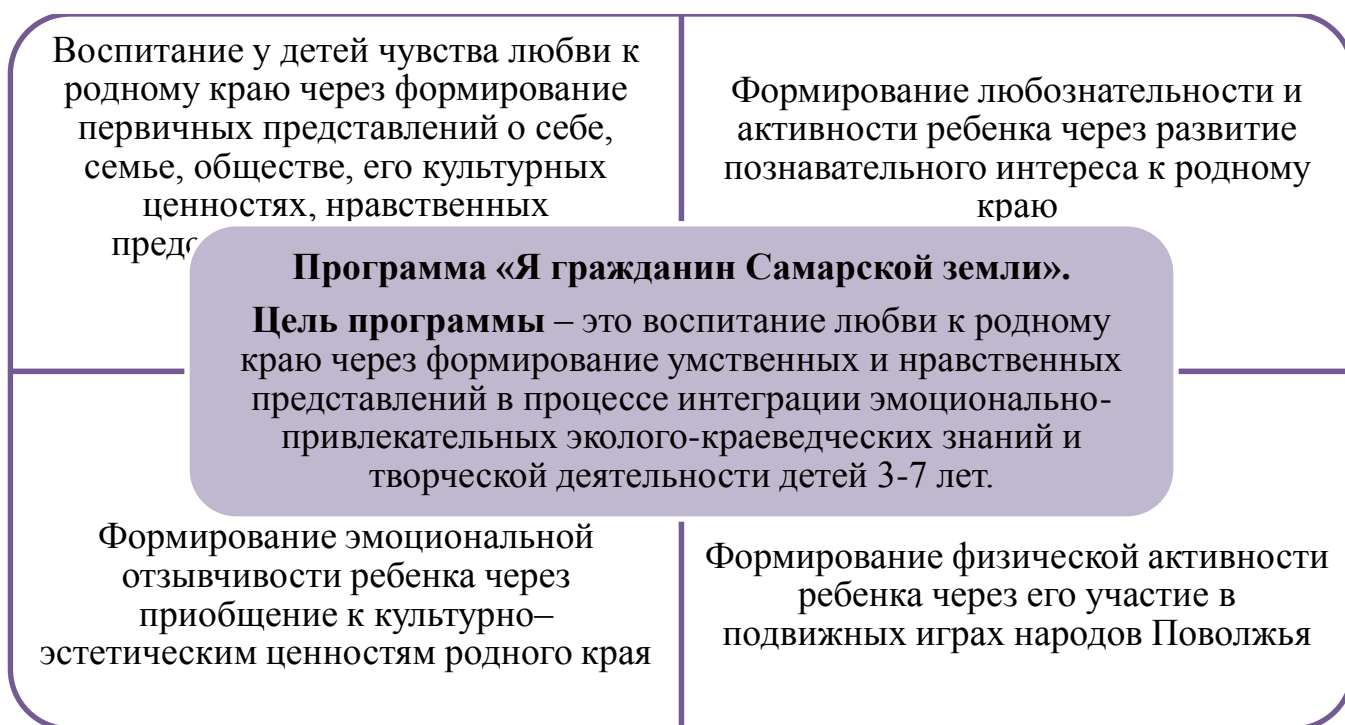 Воспитание у детей чувства любви к
родному краю через формирование
первичных представлений о себе,
семье, обществе, его культурных
ценностях, нравственных
Формирование любознательности и
активности ребенка через развитие
познавательного интереса к родному
краю
Программа «Я гражданин Самарской земли».
Цель программы – это воспитание любви к родному
краю через формирование умственных и нравственных
представлений в процессе интеграции эмоционально-
привлекательных эколого-краеведческих знаний и
творческой деятельности детей 3-7 лет.
Формирование эмоциональной
отзывчивости ребенка через
приобщение к культурно–
эстетическим ценностям родного края
Формирование физической активности
ребенка через его участие в
подвижных играх народов Поволжья